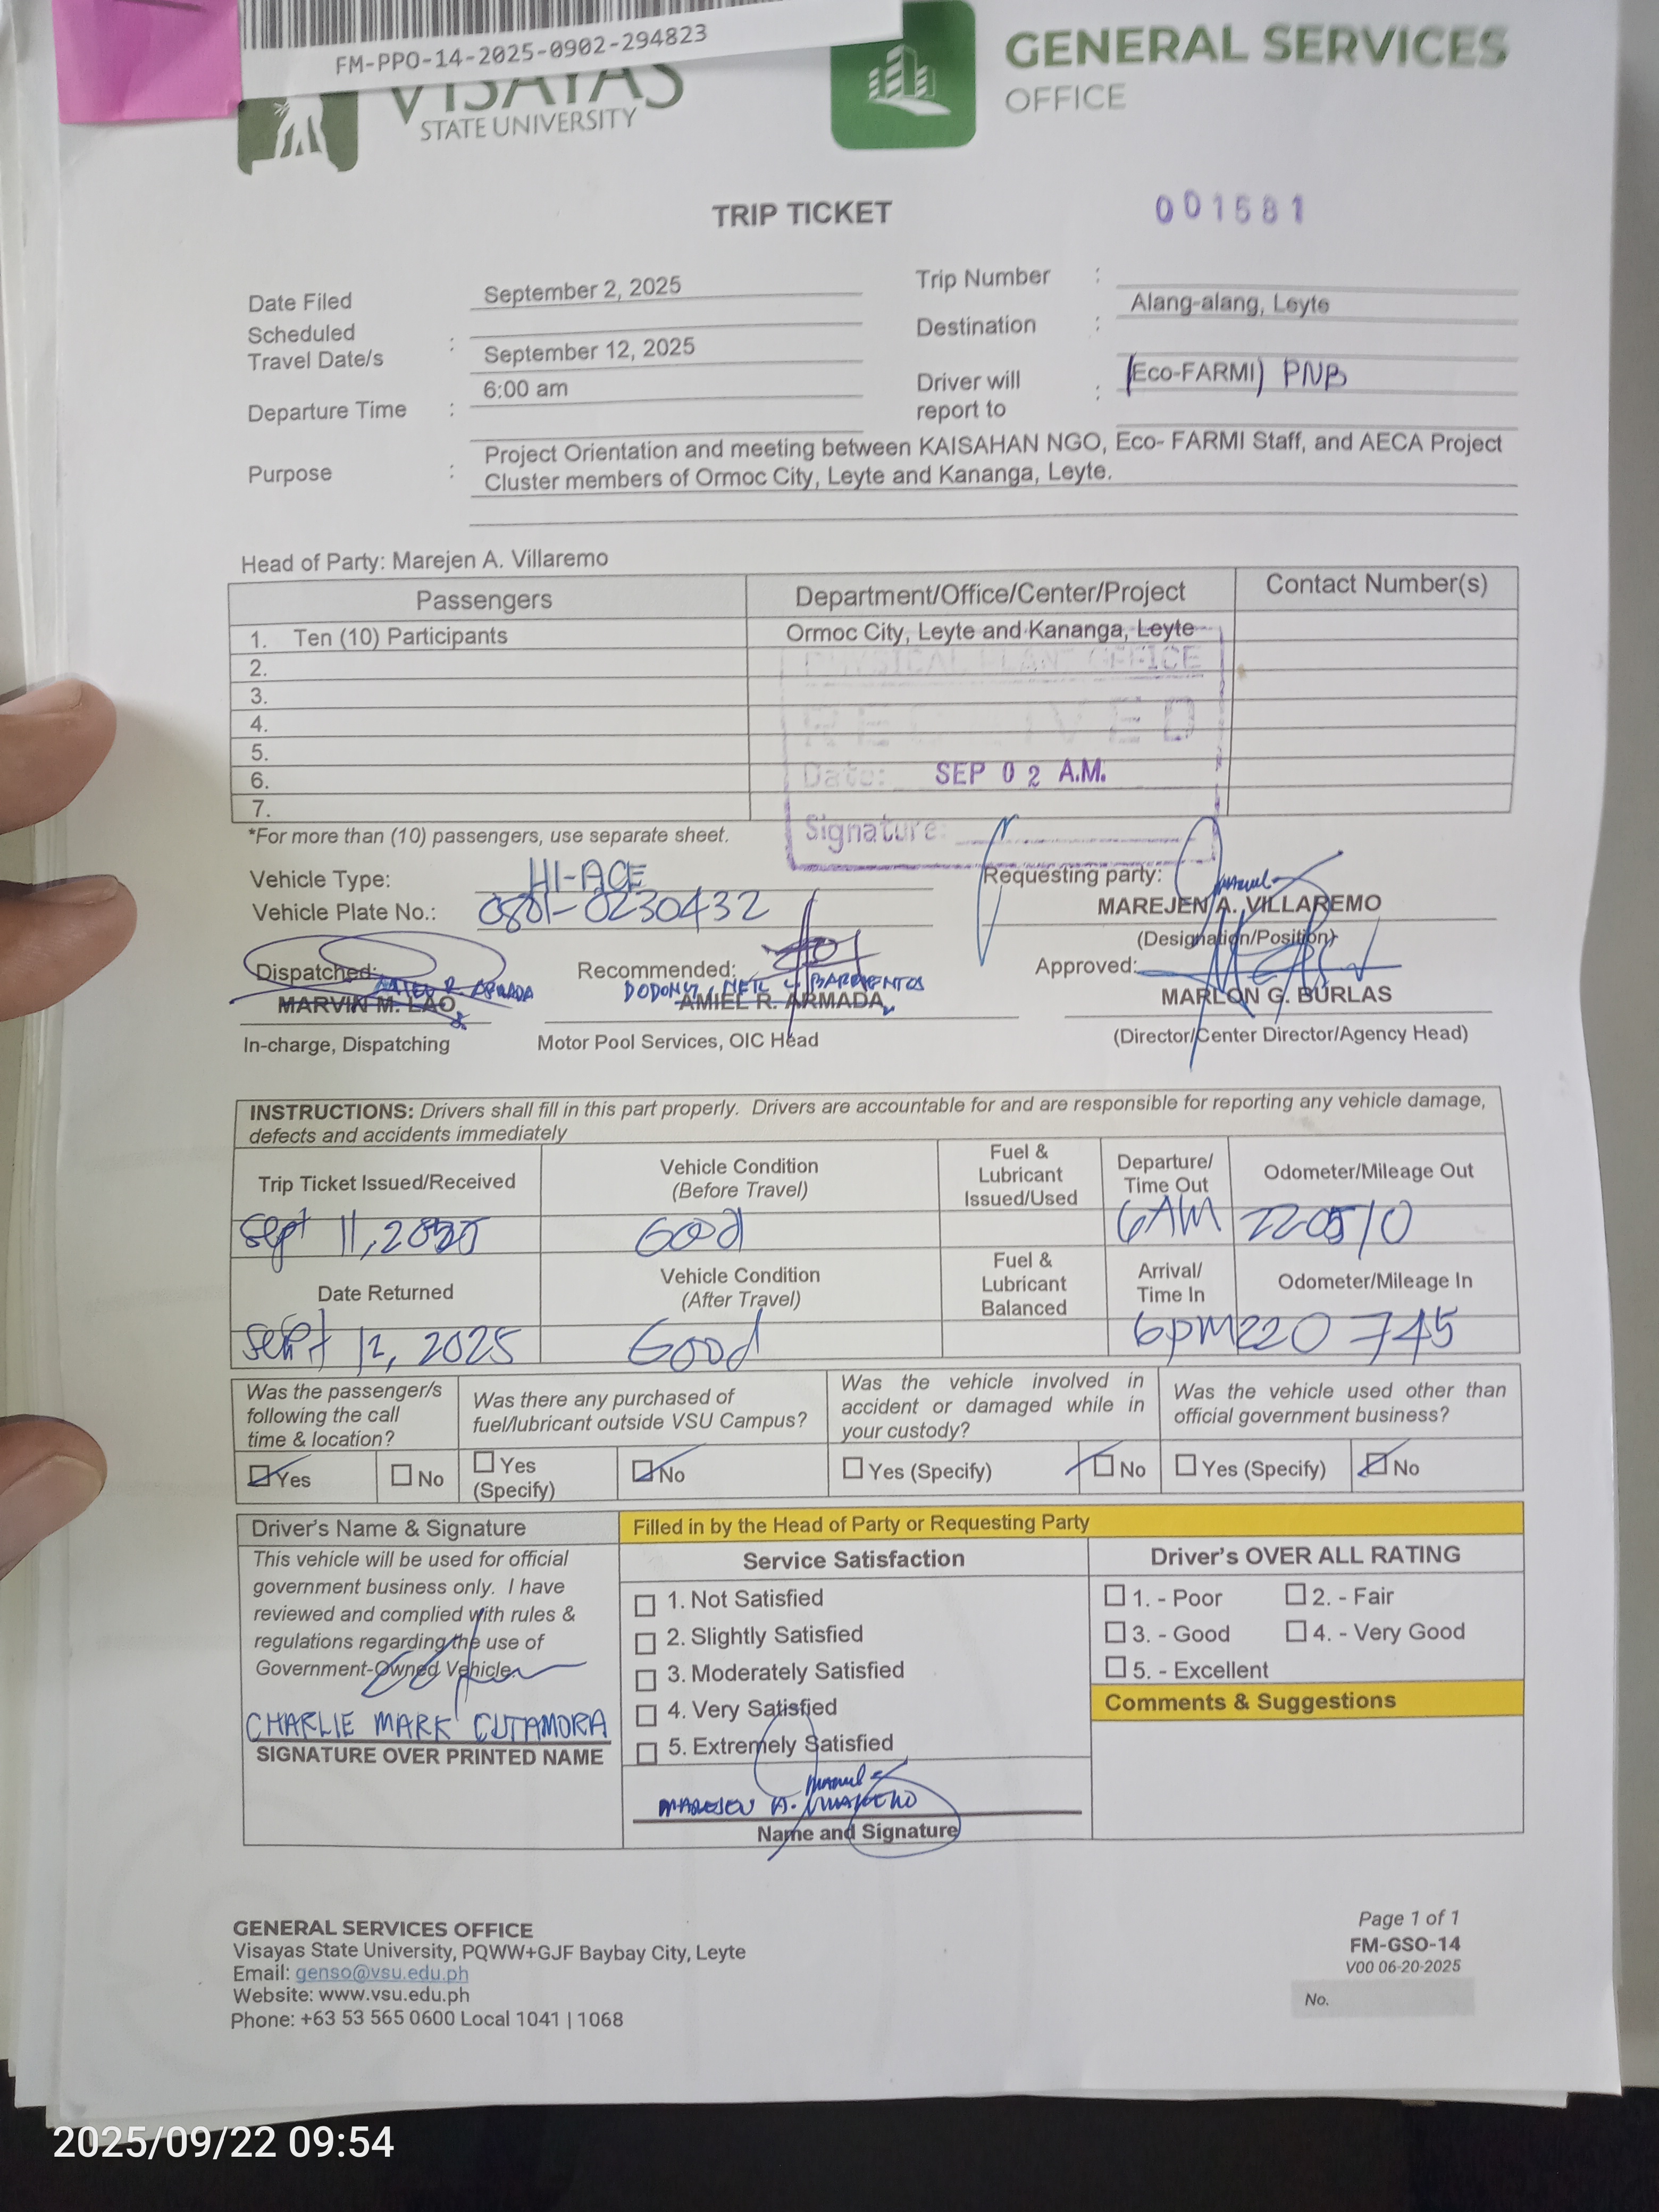 FM-PPO-14-2025-0902-294823
VISAYAS
STATE UNIVERSITY
GENERAL SERVICES
OFFICE
TRIP TICKET
001581
Date Filed
September 2, 2025
Trip Number :
Scheduled
Travel Date/s : September 12, 2025
Destination : Alang-alang, Leyte
Departure Time : 6:00 am
Driver will
report to : (Eco-FARMI) PNB
Purpose : Project Orientation and meeting between KAISAHAN NGO, Eco- FARMI Staff, and AECA Project
Cluster members of Ormoc City, Leyte and Kananga, Leyte.
Head of Party: Marejen A. Villaremo
Passengers Department/Office/Center/Project Contact Number(s)
1. Ten (10) Participants Ormoc City, Leyte and Kananga, Leyte
2.
3.
4.
5.
6.
7.
PHYSICAL PLANT OFFICE
RECEIVED
Date: SEP 02 A.M.
Signature:
*For more than (10) passengers, use separate sheet.
Vehicle Type: HI-ACE
Vehicle Plate No.: 0801-0230432
Requesting party:
MAREJEN A. VILLAREMO
(Designation/Position)
Dispatched:
R. ARMADA
MARVIN M. LAO
In-charge, Dispatching
Recommended:
BARRIENTOS
AMIEL R. ARMADA
Motor Pool Services, OIC Head
Approved:
MARLON G. BURLAS
(Director/Center Director/Agency Head)
INSTRUCTIONS: Drivers shall fill in this part properly. Drivers are accountable for and are responsible for reporting any vehicle damage,
defects and accidents immediately
Trip Ticket Issued/Received
Vehicle Condition
(Before Travel)
Fuel &
Lubricant
Issued/Used
Departure/
Time Out
Odometer/Mileage Out
Sept 11, 2025 Good 6AM 220510
Date Returned
Vehicle Condition
(After Travel)
Fuel &
Lubricant
Balanced
Arrival/
Time In
Odometer/Mileage In
Sept 12, 2025 Good 6pm 220745
Was the passenger/s
following the call
time & location?
Was there any purchased of
fuel/lubricant outside VSU Campus?
Was the vehicle involved in
accident or damaged while in
your custody?
Was the vehicle used other than
official government business?
Yes No Yes
(Specify) No Yes (Specify) No Yes (Specify) No
Driver's Name & Signature
This vehicle will be used for official
government business only. I have
reviewed and complied with rules &
regulations regarding the use of
Government-Owned Vehicle
CHARLIE MARK CUTAMORA
SIGNATURE OVER PRINTED NAME
Filled in by the Head of Party or Requesting Party
Service Satisfaction
1. Not Satisfied
2. Slightly Satisfied
3. Moderately Satisfied
4. Very Satisfied
5. Extremely Satisfied
MAREJEN A. VILLAREMO
Name and Signature
Driver's OVER ALL RATING
1. - Poor 2. - Fair
3. - Good 4. - Very Good
5. - Excellent
Comments & Suggestions
GENERAL SERVICES OFFICE
Visayas State University, PQWW+GJF Baybay City, Leyte
Email: genso@vsu.edu.ph
Website: www.vsu.edu.ph
Phone: +63 53 565 0600 Local 1041 | 1068
Page 1 of 1
FM-GSO-14
V00 06-20-2025
No.
2025/09/22 09:54